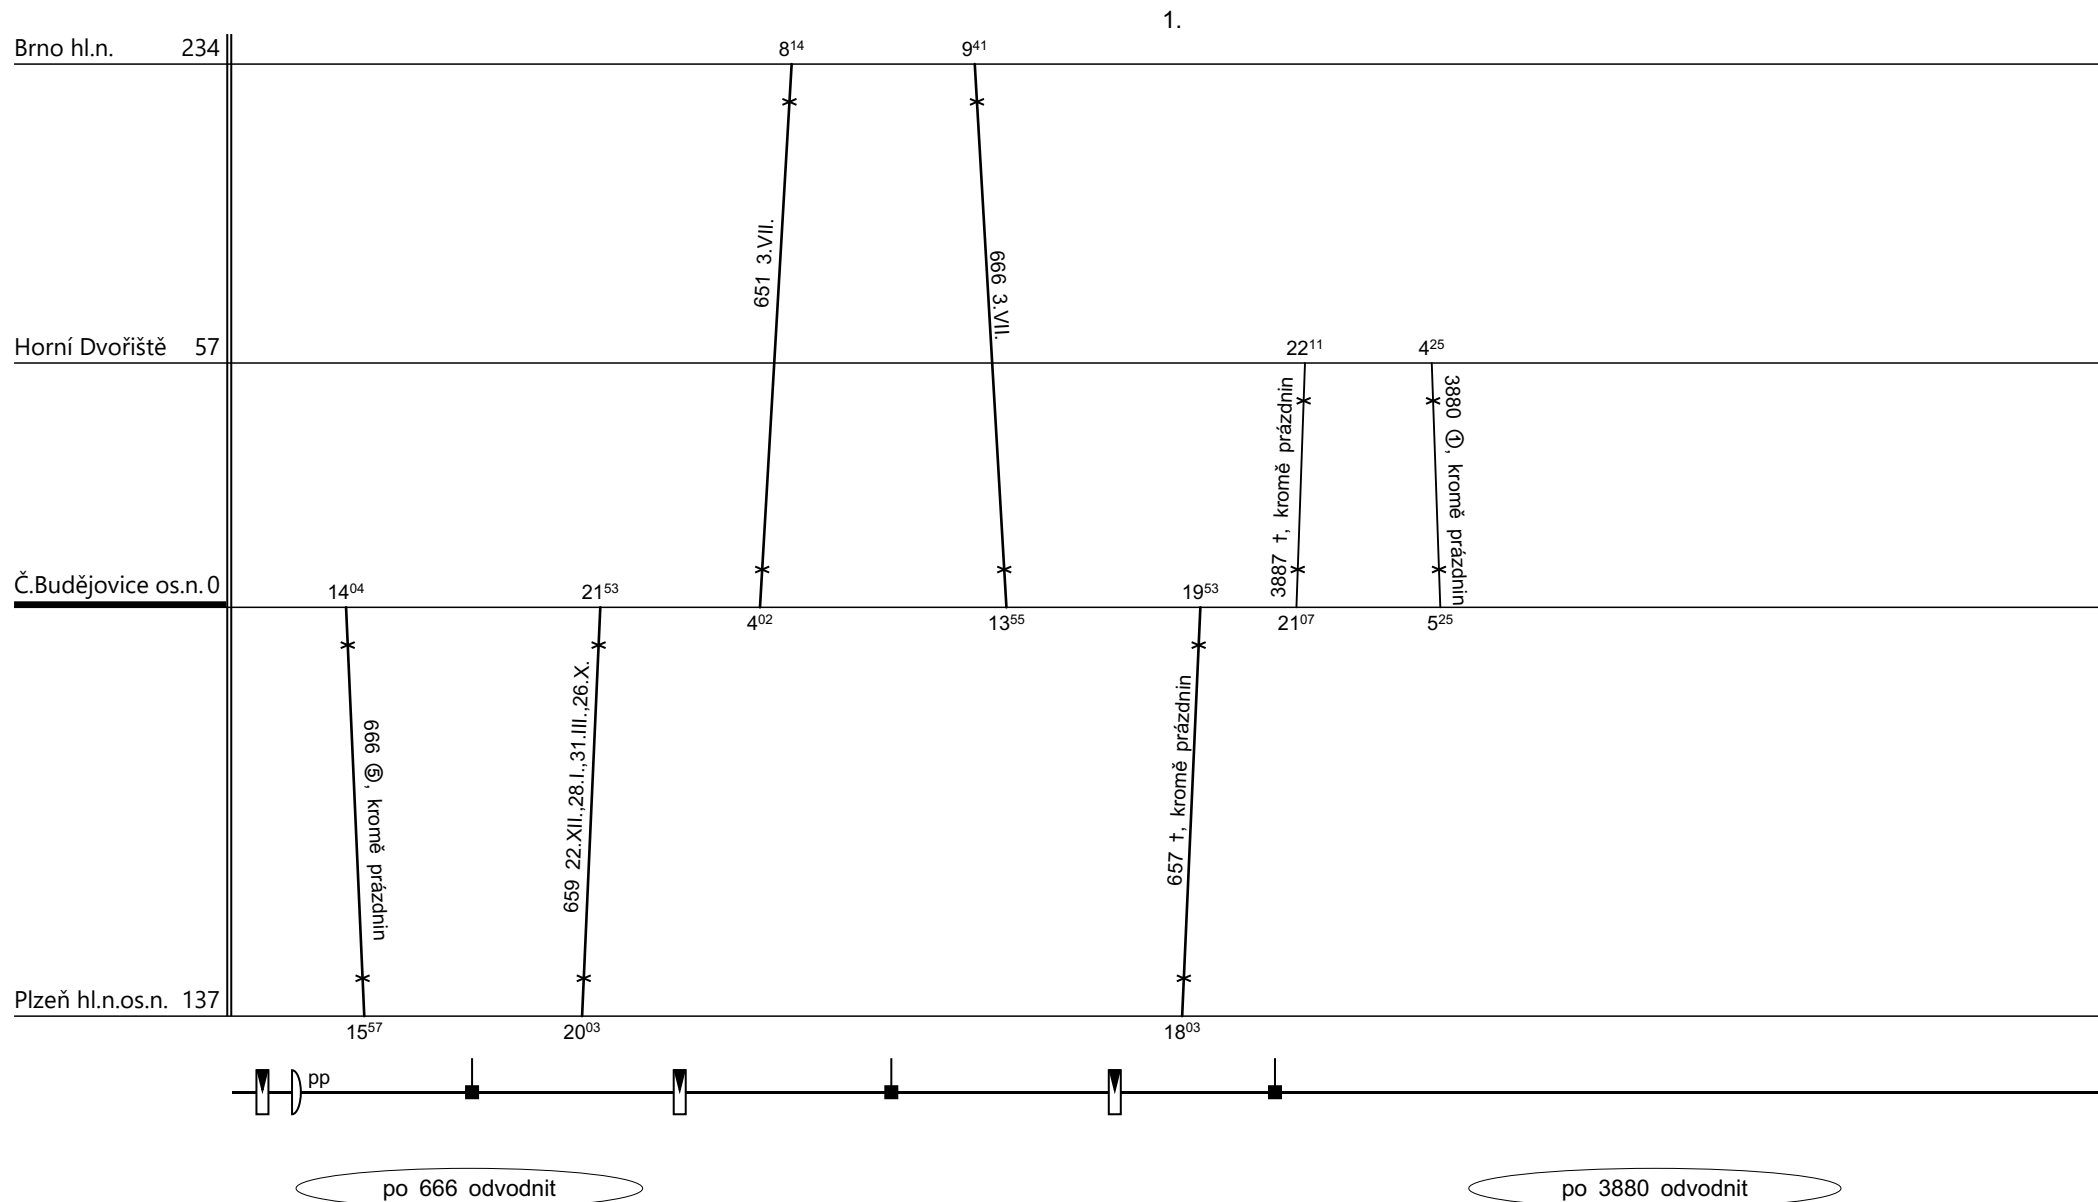 1.
Brno hl.n. 234
8¹⁴ 9⁴¹
651 3.VII.
666 3.VII.
Horní Dvořiště 57
22¹¹ 4²⁵
3887 †, kromě prázdnin
3880 ①, kromě prázdnin
Č.Budějovice os.n. 0
14⁰⁴ 21⁵³ 19⁵³
4⁰² 13⁵⁵ 21⁰⁷ 5²⁵
666 ⑤, kromě prázdnin
659 22.XII.,28.I.,31.III.,26.X.
657 †, kromě prázdnin
Plzeň hl.n.os.n. 137
15⁵⁷ 20⁰³ 18⁰³
pp
po 666 odvodnit
po 3880 odvodnit